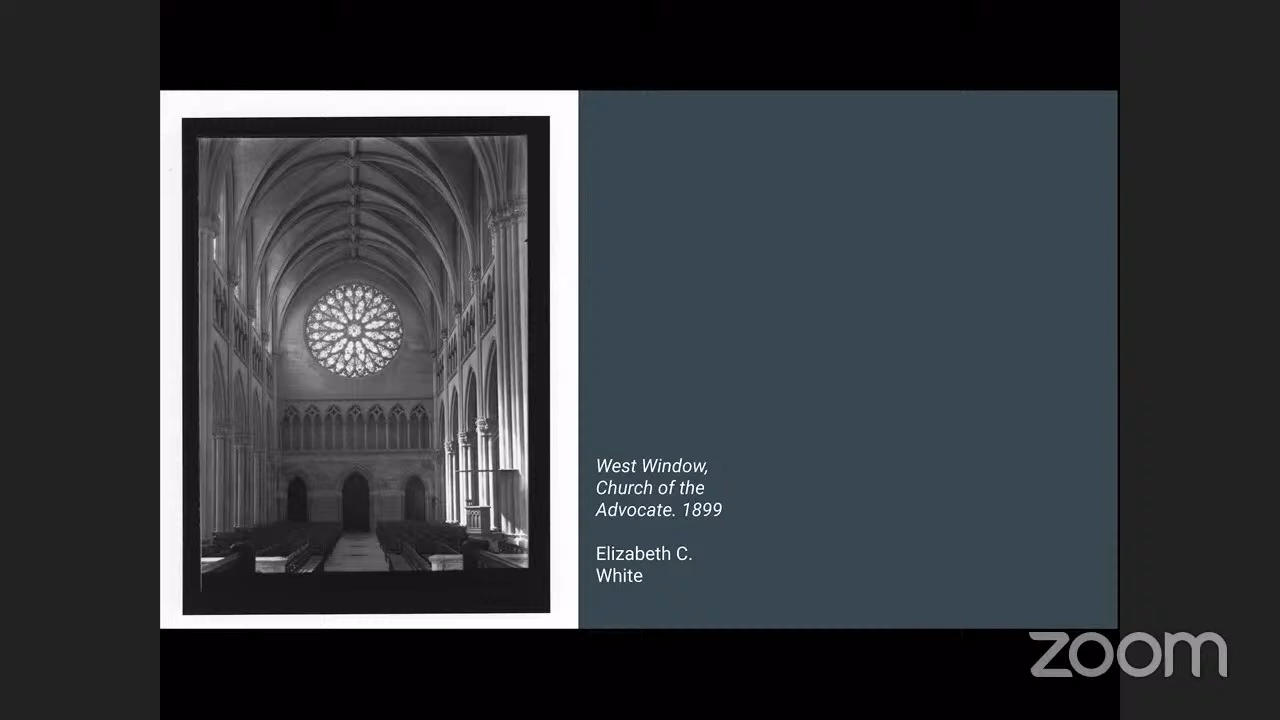 West Window,
Church of the
Advocate. 1899
Elizabeth C.
White
zoom